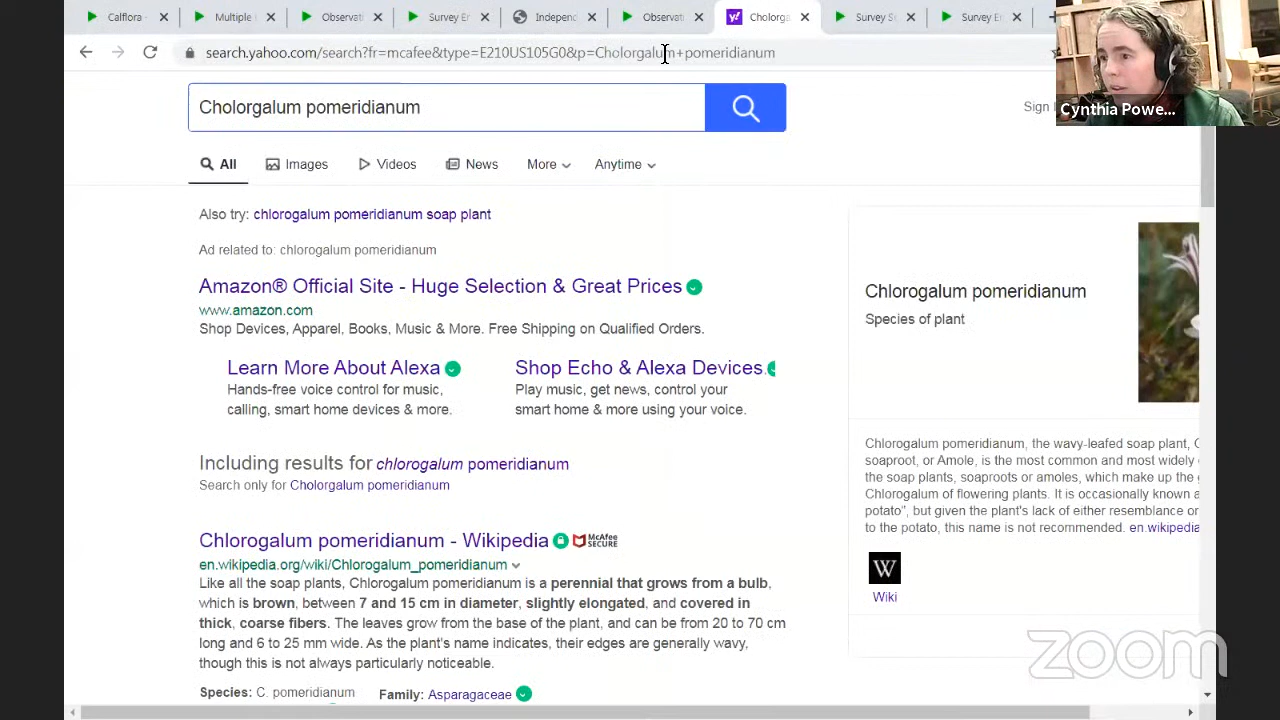 Calflora -
Multiple
Observati
Survey En
Independ
Observat
Cholorga
Survey S
Survey En
search.yahoo.com/search?fr=mcafee&type=E210US105G0&p=Cholorgalum+pomeridianum
Cynthia Powe...
Cholorgalum pomeridianum
Sign
All
Images
Videos
News
More
Anytime
Also try: chlorogalum pomeridianum soap plant
Ad related to: chlorogalum pomeridianum
Amazon® Official Site - Huge Selection & Great Prices
www.amazon.com
Shop Devices, Apparel, Books, Music & More. Free Shipping on Qualified Orders.
Learn More About Alexa
Hands-free voice control for music,
calling, smart home devices & more.
Shop Echo & Alexa Devices.
Play music, get news, control your
smart home & more using your voice.
Including results for chlorogalum pomeridianum
Search only for Cholorgalum pomeridianum
Chlorogalum pomeridianum - Wikipedia
McAfee
SECURE
en.wikipedia.org/wiki/Chlorogalum_pomeridianum
Like all the soap plants, Chlorogalum pomeridianum is a perennial that grows from a bulb,
which is brown, between 7 and 15 cm in diameter, slightly elongated, and covered in
thick, coarse fibers. The leaves grow from the base of the plant, and can be from 20 to 70 cm
long and 6 to 25 mm wide. As the plant's name indicates, their edges are generally wavy,
though this is not always particularly noticeable.
Species: C. pomeridianum
Family: Asparagaceae
Chlorogalum pomeridianum
Species of plant
Chlorogalum pomeridianum, the wavy-leafed soap plant, C
soaproot, or Amole, is the most common and most widely
the soap plants, soaproots or amoles, which make up the g
Chlorogalum of flowering plants. It is occasionally known a
potato", but given the plant's lack of either resemblance or
to the potato, this name is not recommended. en.wikipedia
W
Wiki
zoom